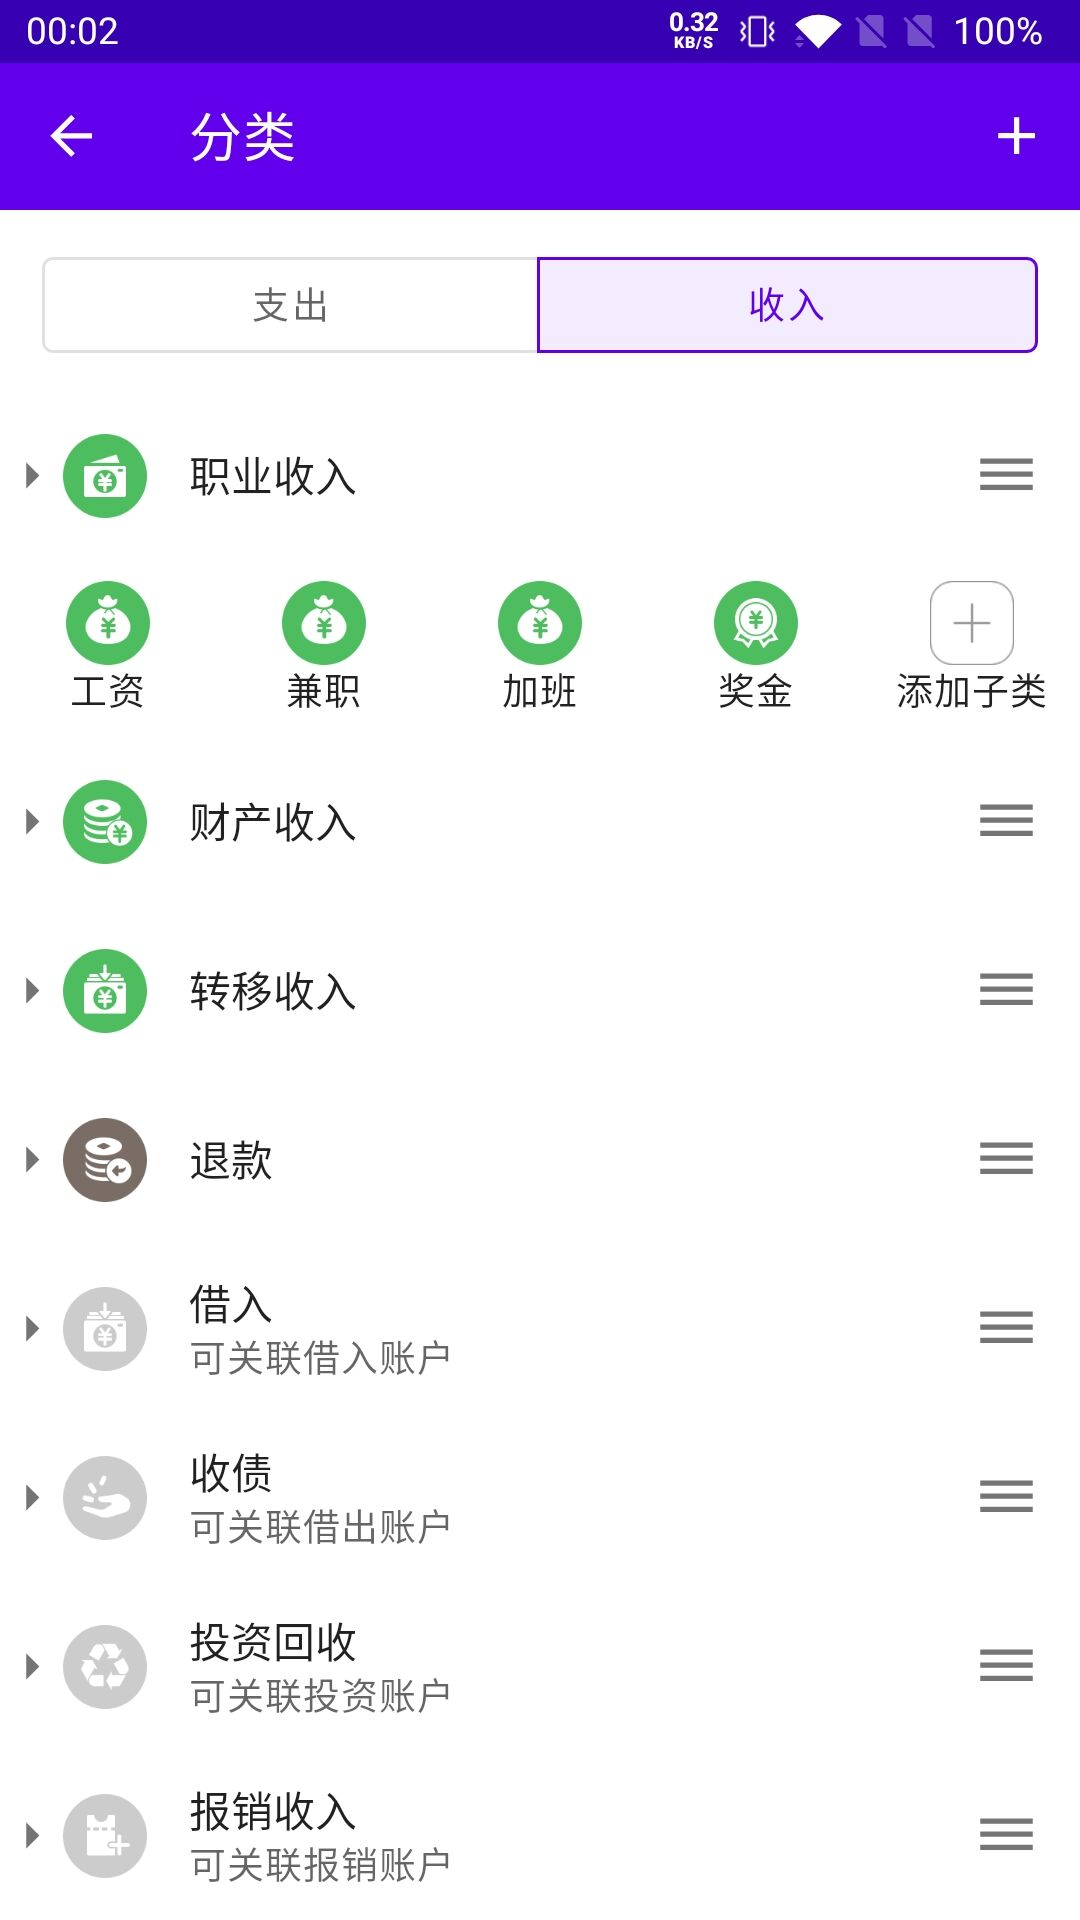 00:02 0.32 KB/S 100%
分类
支出 收入
职业收入
工资 兼职 加班 奖金 添加子类
财产收入
转移收入
退款
借入
可关联借入账户
收债
可关联借出账户
投资回收
可关联投资账户
报销收入
可关联报销账户